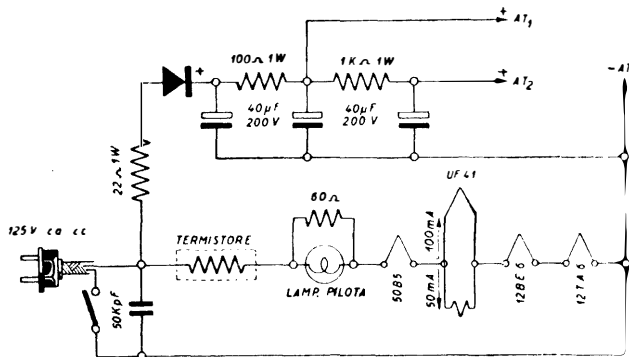 + AT1
100Ω 1W
1KΩ 1W
+
+ AT2
-AT
40µF
200V
40µF
200V
22Ω 1W
UF 41
60Ω
125V ca cc
TERMISTORE
100mA
50mA
LAMP. PILOTA
50B5
12BE6
12TA6
50KpF